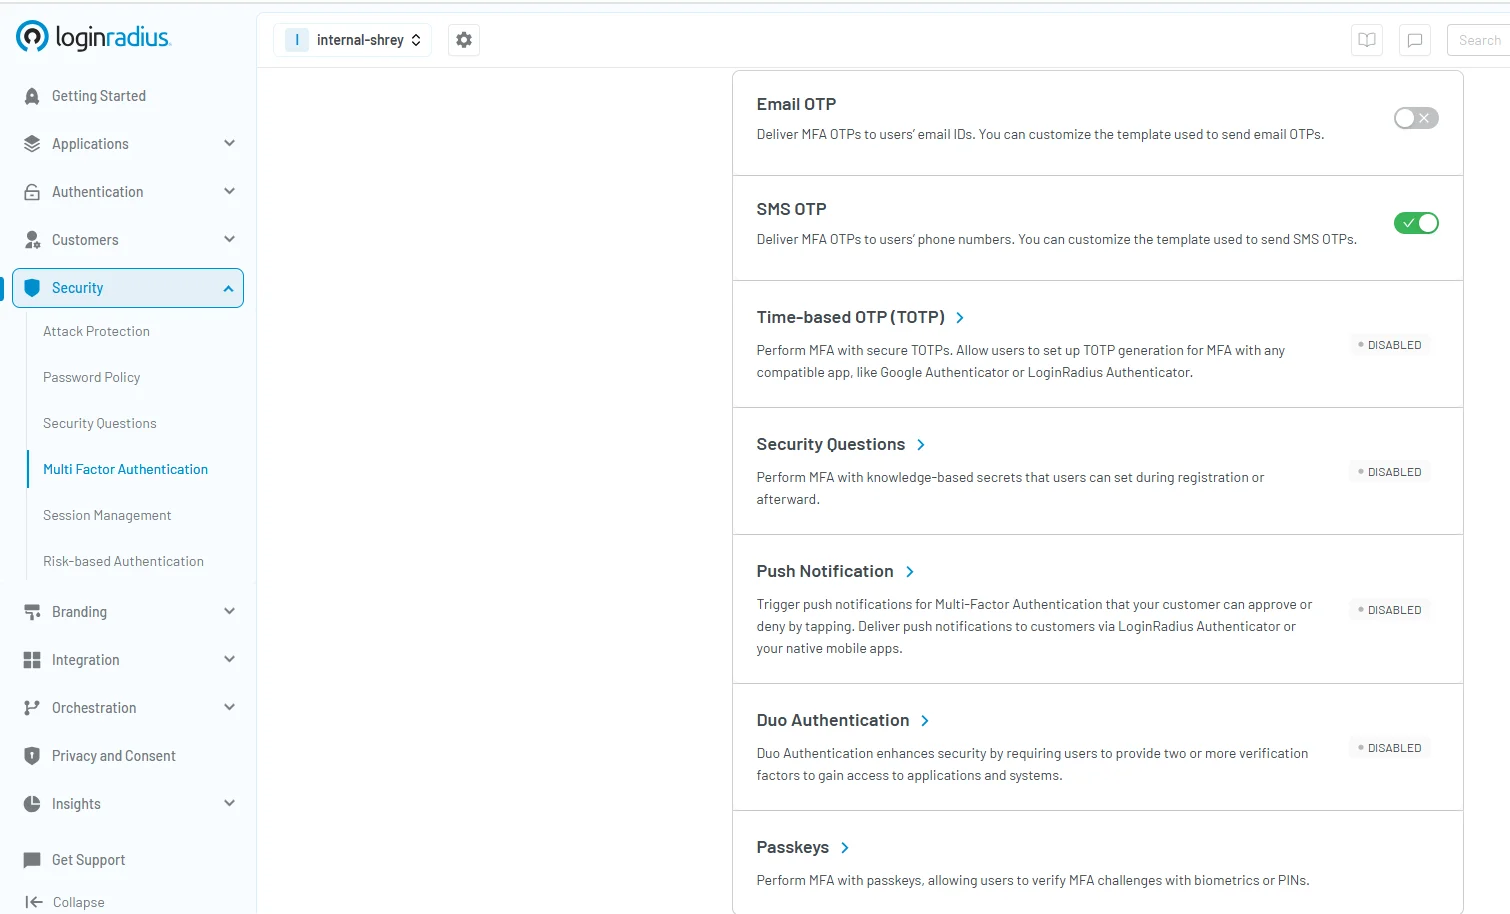 loginradius
I internal-shrey
Search
Getting Started
Applications
Authentication
Customers
Security
Attack Protection
Password Policy
Security Questions
Multi Factor Authentication
Session Management
Risk-based Authentication
Branding
Integration
Orchestration
Privacy and Consent
Insights
Get Support
Collapse
Email OTP
Deliver MFA OTPs to users’ email IDs. You can customize the template used to send email OTPs.
SMS OTP
Deliver MFA OTPs to users’ phone numbers. You can customize the template used to send SMS OTPs.
Time-based OTP (TOTP)
Perform MFA with secure TOTPs. Allow users to set up TOTP generation for MFA with any
compatible app, like Google Authenticator or LoginRadius Authenticator.
DISABLED
Security Questions
Perform MFA with knowledge-based secrets that users can set during registration or
afterward.
DISABLED
Push Notification
Trigger push notifications for Multi-Factor Authentication that your customer can approve or
deny by tapping. Deliver push notifications to customers via LoginRadius Authenticator or
your native mobile apps.
DISABLED
Duo Authentication
Duo Authentication enhances security by requiring users to provide two or more verification
factors to gain access to applications and systems.
DISABLED
Passkeys
Perform MFA with passkeys, allowing users to verify MFA challenges with biometrics or PINs.